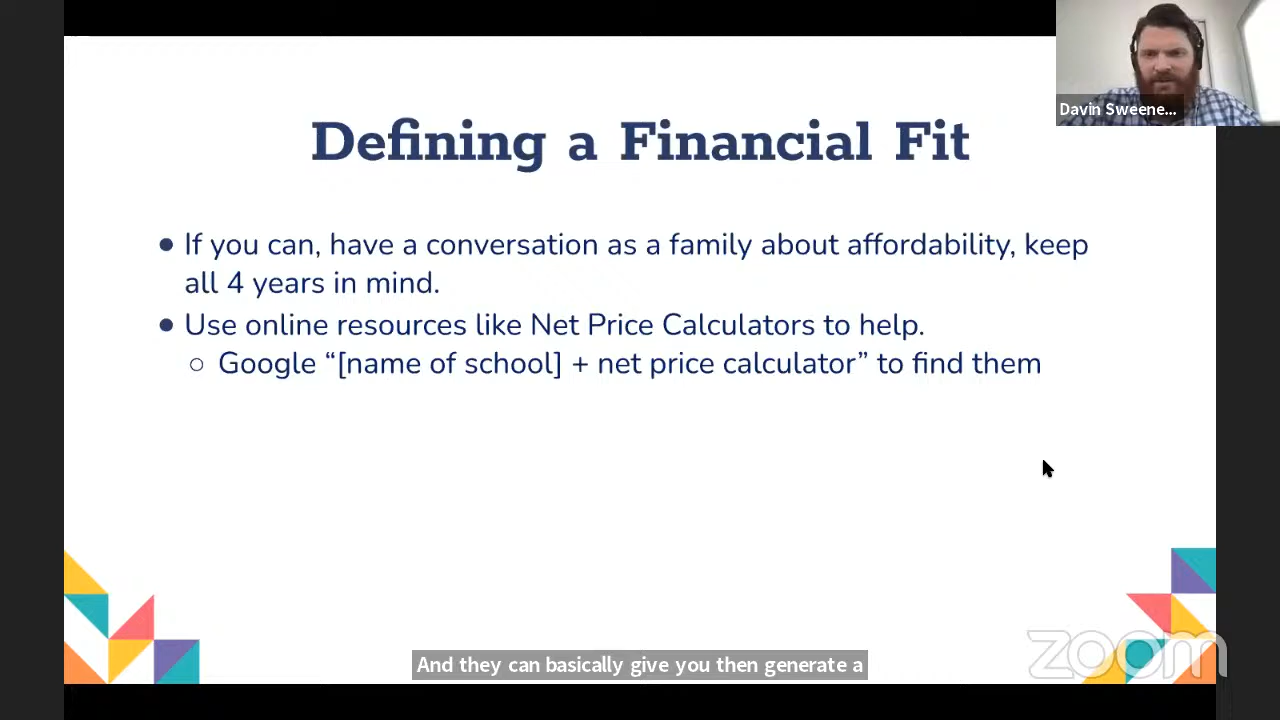 Davin Sweene...
Defining a Financial Fit
● If you can, have a conversation as a family about affordability, keep
all 4 years in mind.
● Use online resources like Net Price Calculators to help.
○ Google “[name of school] + net price calculator” to find them
And they can basically give you then generate a
zoom